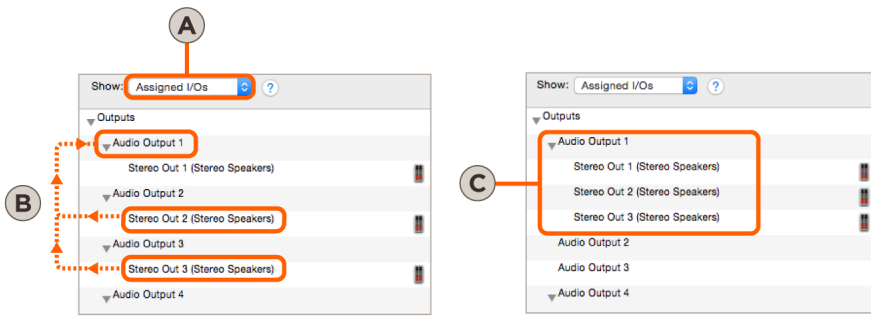 A
Show: Assigned I/Os ?
Outputs
Audio Output 1
Stereo Out 1 (Stereo Speakers)
Audio Output 2
Stereo Out 2 (Stereo Speakers)
Audio Output 3
Stereo Out 3 (Stereo Speakers)
Audio Output 4
B
Show: Assigned I/Os ?
Outputs
Audio Output 1
Stereo Out 1 (Stereo Speakers)
Stereo Out 2 (Stereo Speakers)
Stereo Out 3 (Stereo Speakers)
Audio Output 2
Audio Output 3
Audio Output 4
C